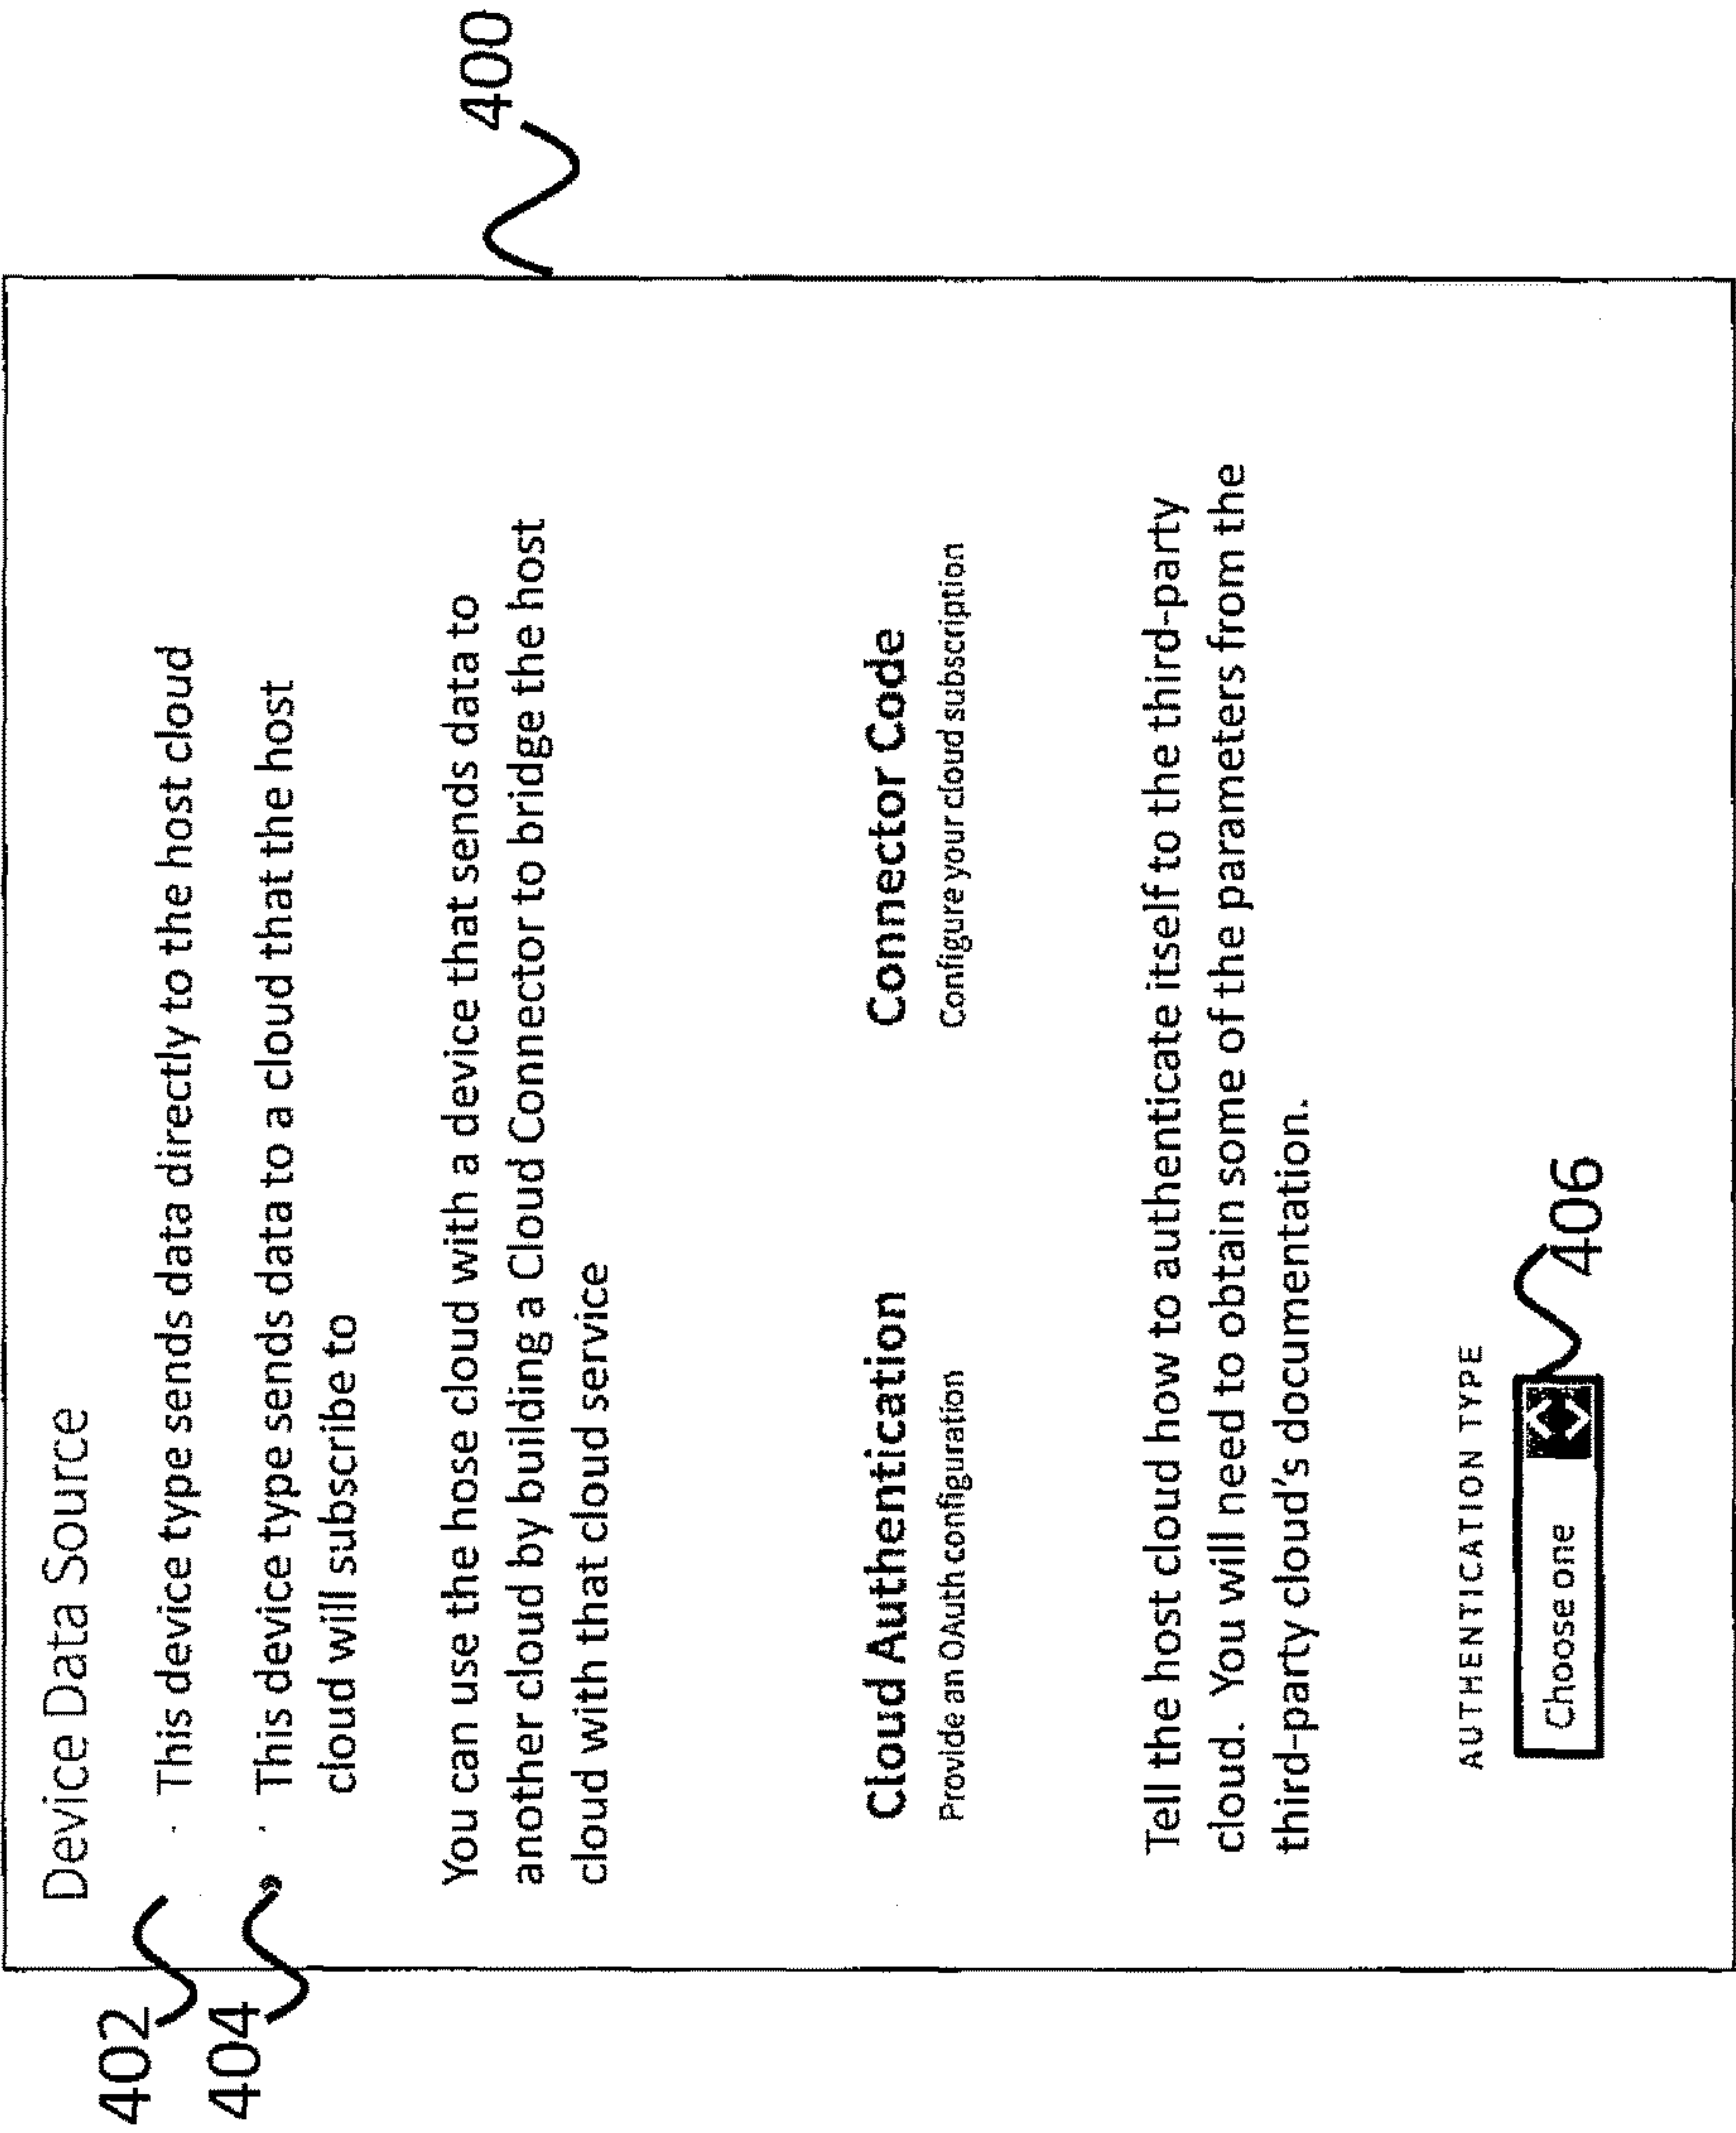 400
Device Data Source
402
This device type sends data directly to the host cloud
404
This device type sends data to a cloud that the host
cloud will subscribe to
You can use the hose cloud with a device that sends data to
another cloud by building a Cloud Connector to bridge the host
cloud with that cloud service
Cloud Authentication
Provide an OAuth configuration
Connector Code
Configure your cloud subscription
Tell the host cloud how to authenticate itself to the third-party
cloud. You will need to obtain some of the parameters from the
third-party cloud's documentation.
AUTHENTICATION TYPE
Choose one
406